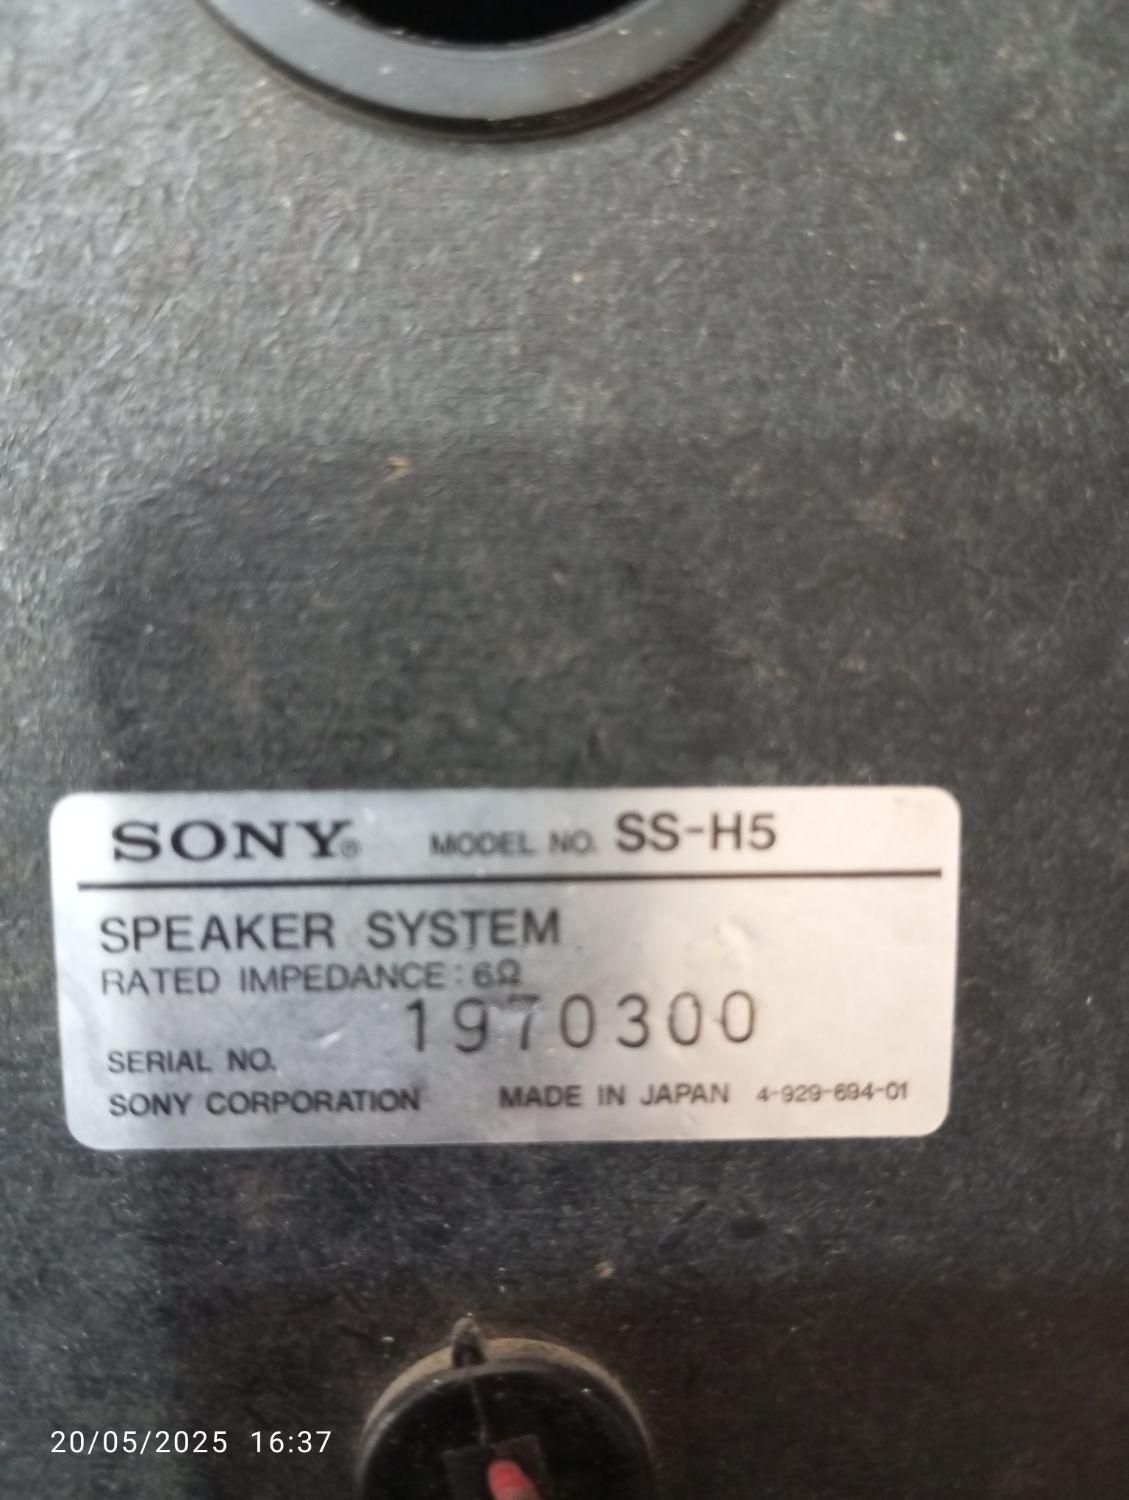 SONY® MODEL NO. SS-H5
SPEAKER SYSTEM
RATED IMPEDANCE: 6Ω
1970300
SERIAL NO.
SONY CORPORATION MADE IN JAPAN 4-929-694-01
20/05/2025 16:37